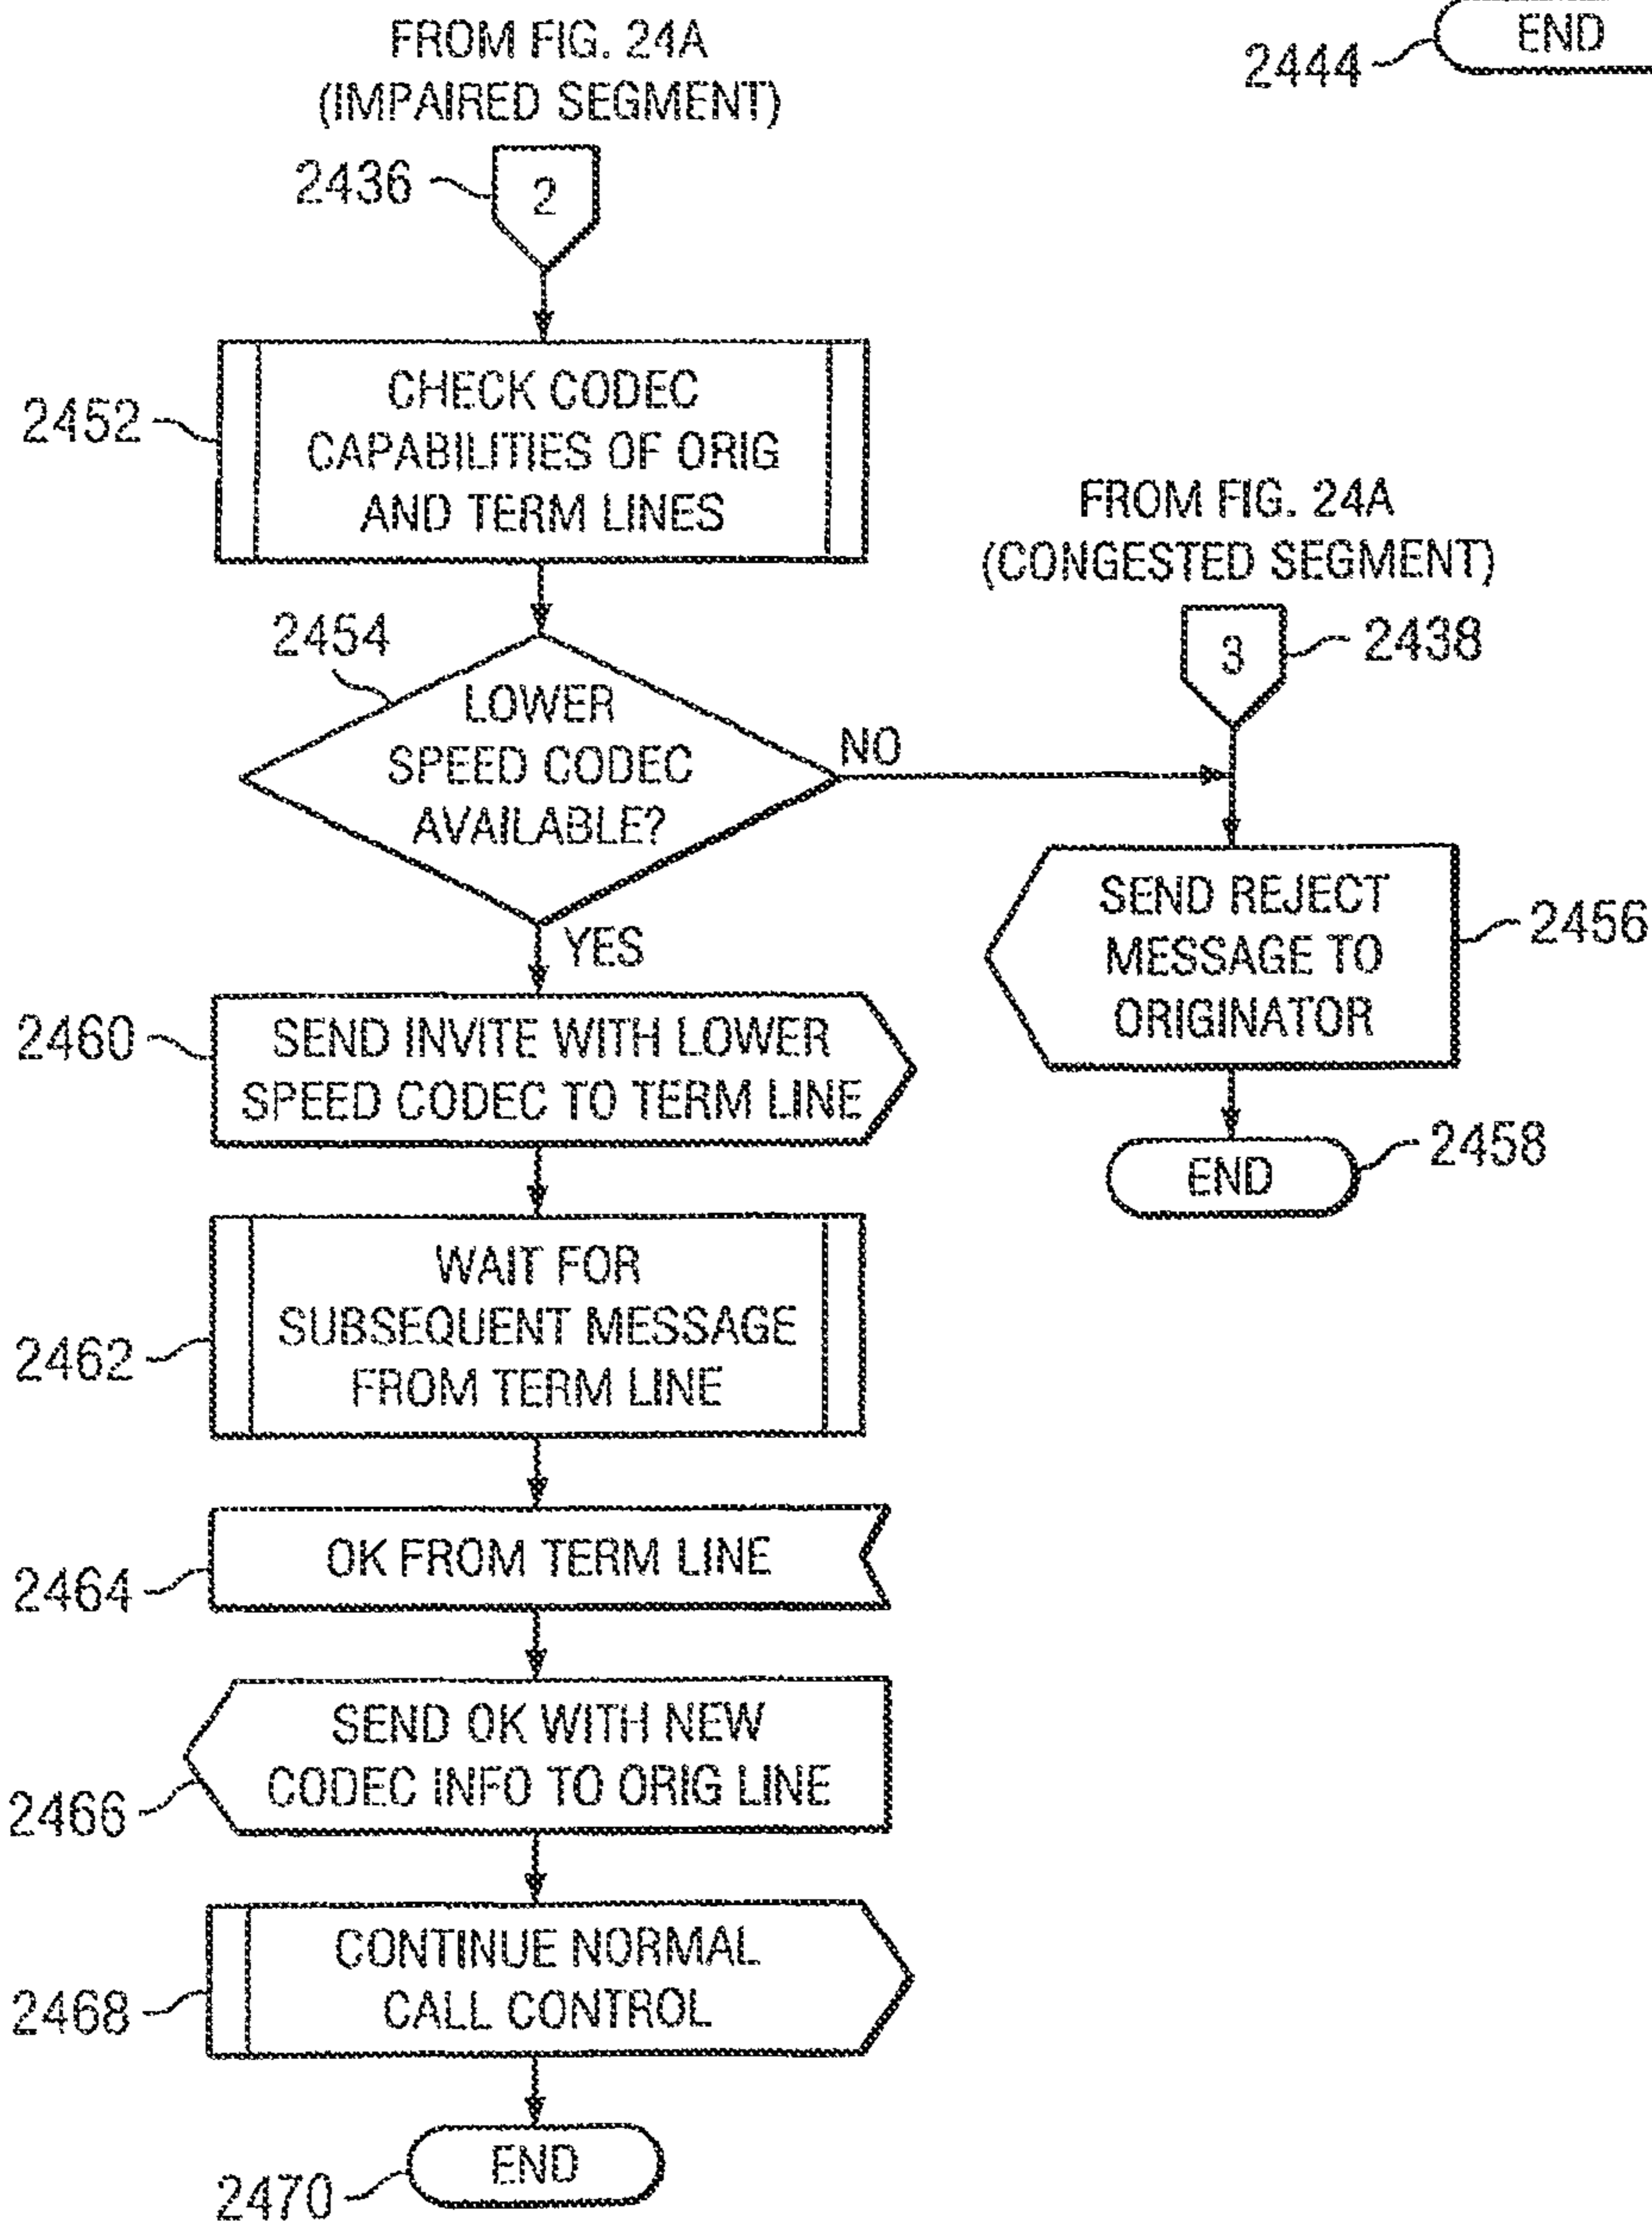 FROM FIG. 24A
(IMPAIRED SEGMENT)
2436
2
END
2444
2452
CHECK CODEC
CAPABILITIES OF ORIG
AND TERM LINES
2454
LOWER
SPEED CODEC
AVAILABLE?
NO
YES
FROM FIG. 24A
(CONGESTED SEGMENT)
3
2438
SEND REJECT
MESSAGE TO
ORIGINATOR
2456
END
2458
2460
SEND INVITE WITH LOWER
SPEED CODEC TO TERM LINE
2462
WAIT FOR
SUBSEQUENT MESSAGE
FROM TERM LINE
2464
OK FROM TERM LINE
2466
SEND OK WITH NEW
CODEC INFO TO ORIG LINE
2468
CONTINUE NORMAL
CALL CONTROL
END
2470